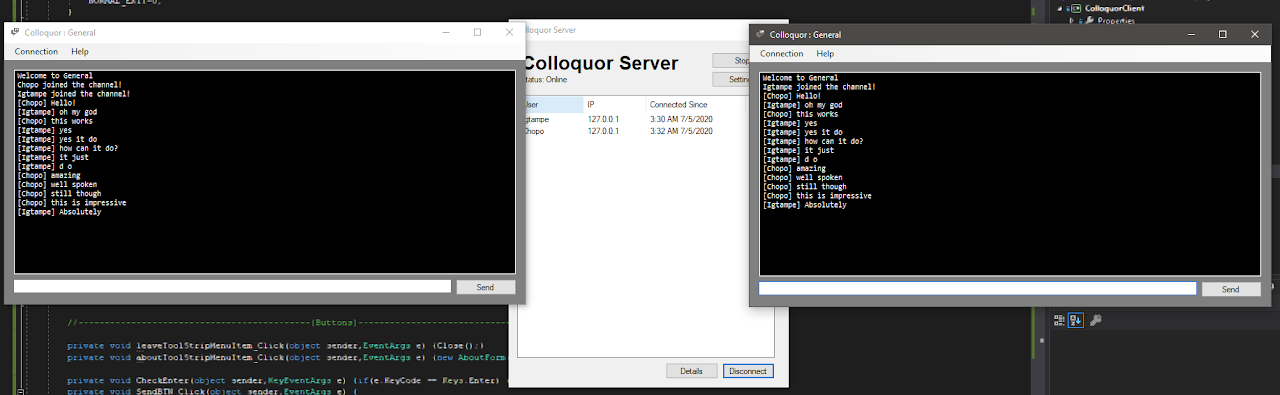 NORMAL_EXIT=0;
}
Colloquor : General
Connection Help
Welcome to General
Chopo joined the channel!
Igtampe joined the channel!
[Chopo] Hello!
[Igtampe] oh my god
[Chopo] this works
[Igtampe] yes
[Igtampe] yes it do
[Igtampe] how can it do?
[Igtampe] it just
[Igtampe] d o
[Chopo] amazing
[Chopo] well spoken
[Chopo] still though
[Chopo] this is impressive
[Igtampe] Absolutely
Send
lloquor Server
Colloquor Server
Status: Online
Stop
Settin
User IP Connected Since
Igtampe 127.0.0.1 3:30 AM 7/5/2020
Chopo 127.0.0.1 3:32 AM 7/5/2020
Details Disconnect
Colloquor : General
Connection Help
Welcome to General
Igtampe joined the channel!
[Chopo] Hello!
[Igtampe] oh my god
[Chopo] this works
[Igtampe] yes
[Igtampe] yes it do
[Igtampe] how can it do?
[Igtampe] it just
[Igtampe] d o
[Chopo] amazing
[Chopo] well spoken
[Chopo] still though
[Chopo] this is impressive
[Igtampe] Absolutely
Send
ColloquorClient
Properties
//--------------------------------------------[Buttons]-----------------------------
private void leaveToolStripMenuItem_Click(object sender,EventArgs e) {Close();}
private void aboutToolStripMenuItem_Click(object sender,EventArgs e) {new AboutForm
private void CheckEnter(object sender,KeyEventArgs e) {if(e.KeyCode == Keys.Enter) {
private void SendBTN_Click(object sender,EventArgs e) {